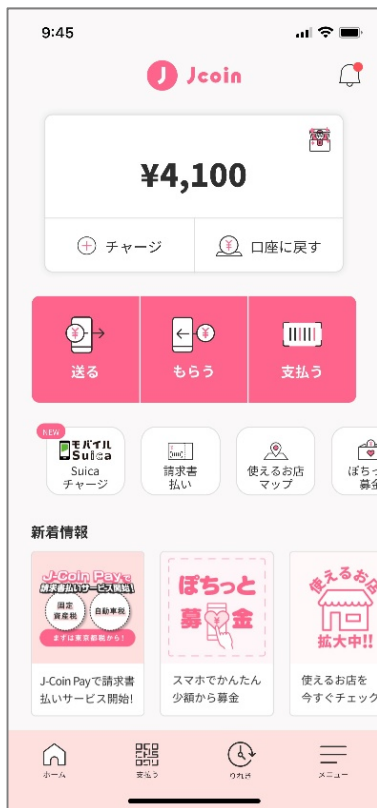 9:45
J Jcoin
¥4,100
チャージ
口座に戻す
送る
もらう
支払う
NEW
モバイル
Suica
Suica
チャージ
請求書
払い
使えるお店
マップ
ぽちっ
募金
新着情報
J-Coin Payで
請求書払いサービス開始!
固定
資産税
自動車税
まずは東京都税から!
J-Coin Payで請求書
払いサービス開始!
ぽちっと
募金
スマホでかんたん
少額から募金
使えるお店
拡大中!!
使えるお店を
今すぐチェック
ホーム
支払う
りれき
メニュー